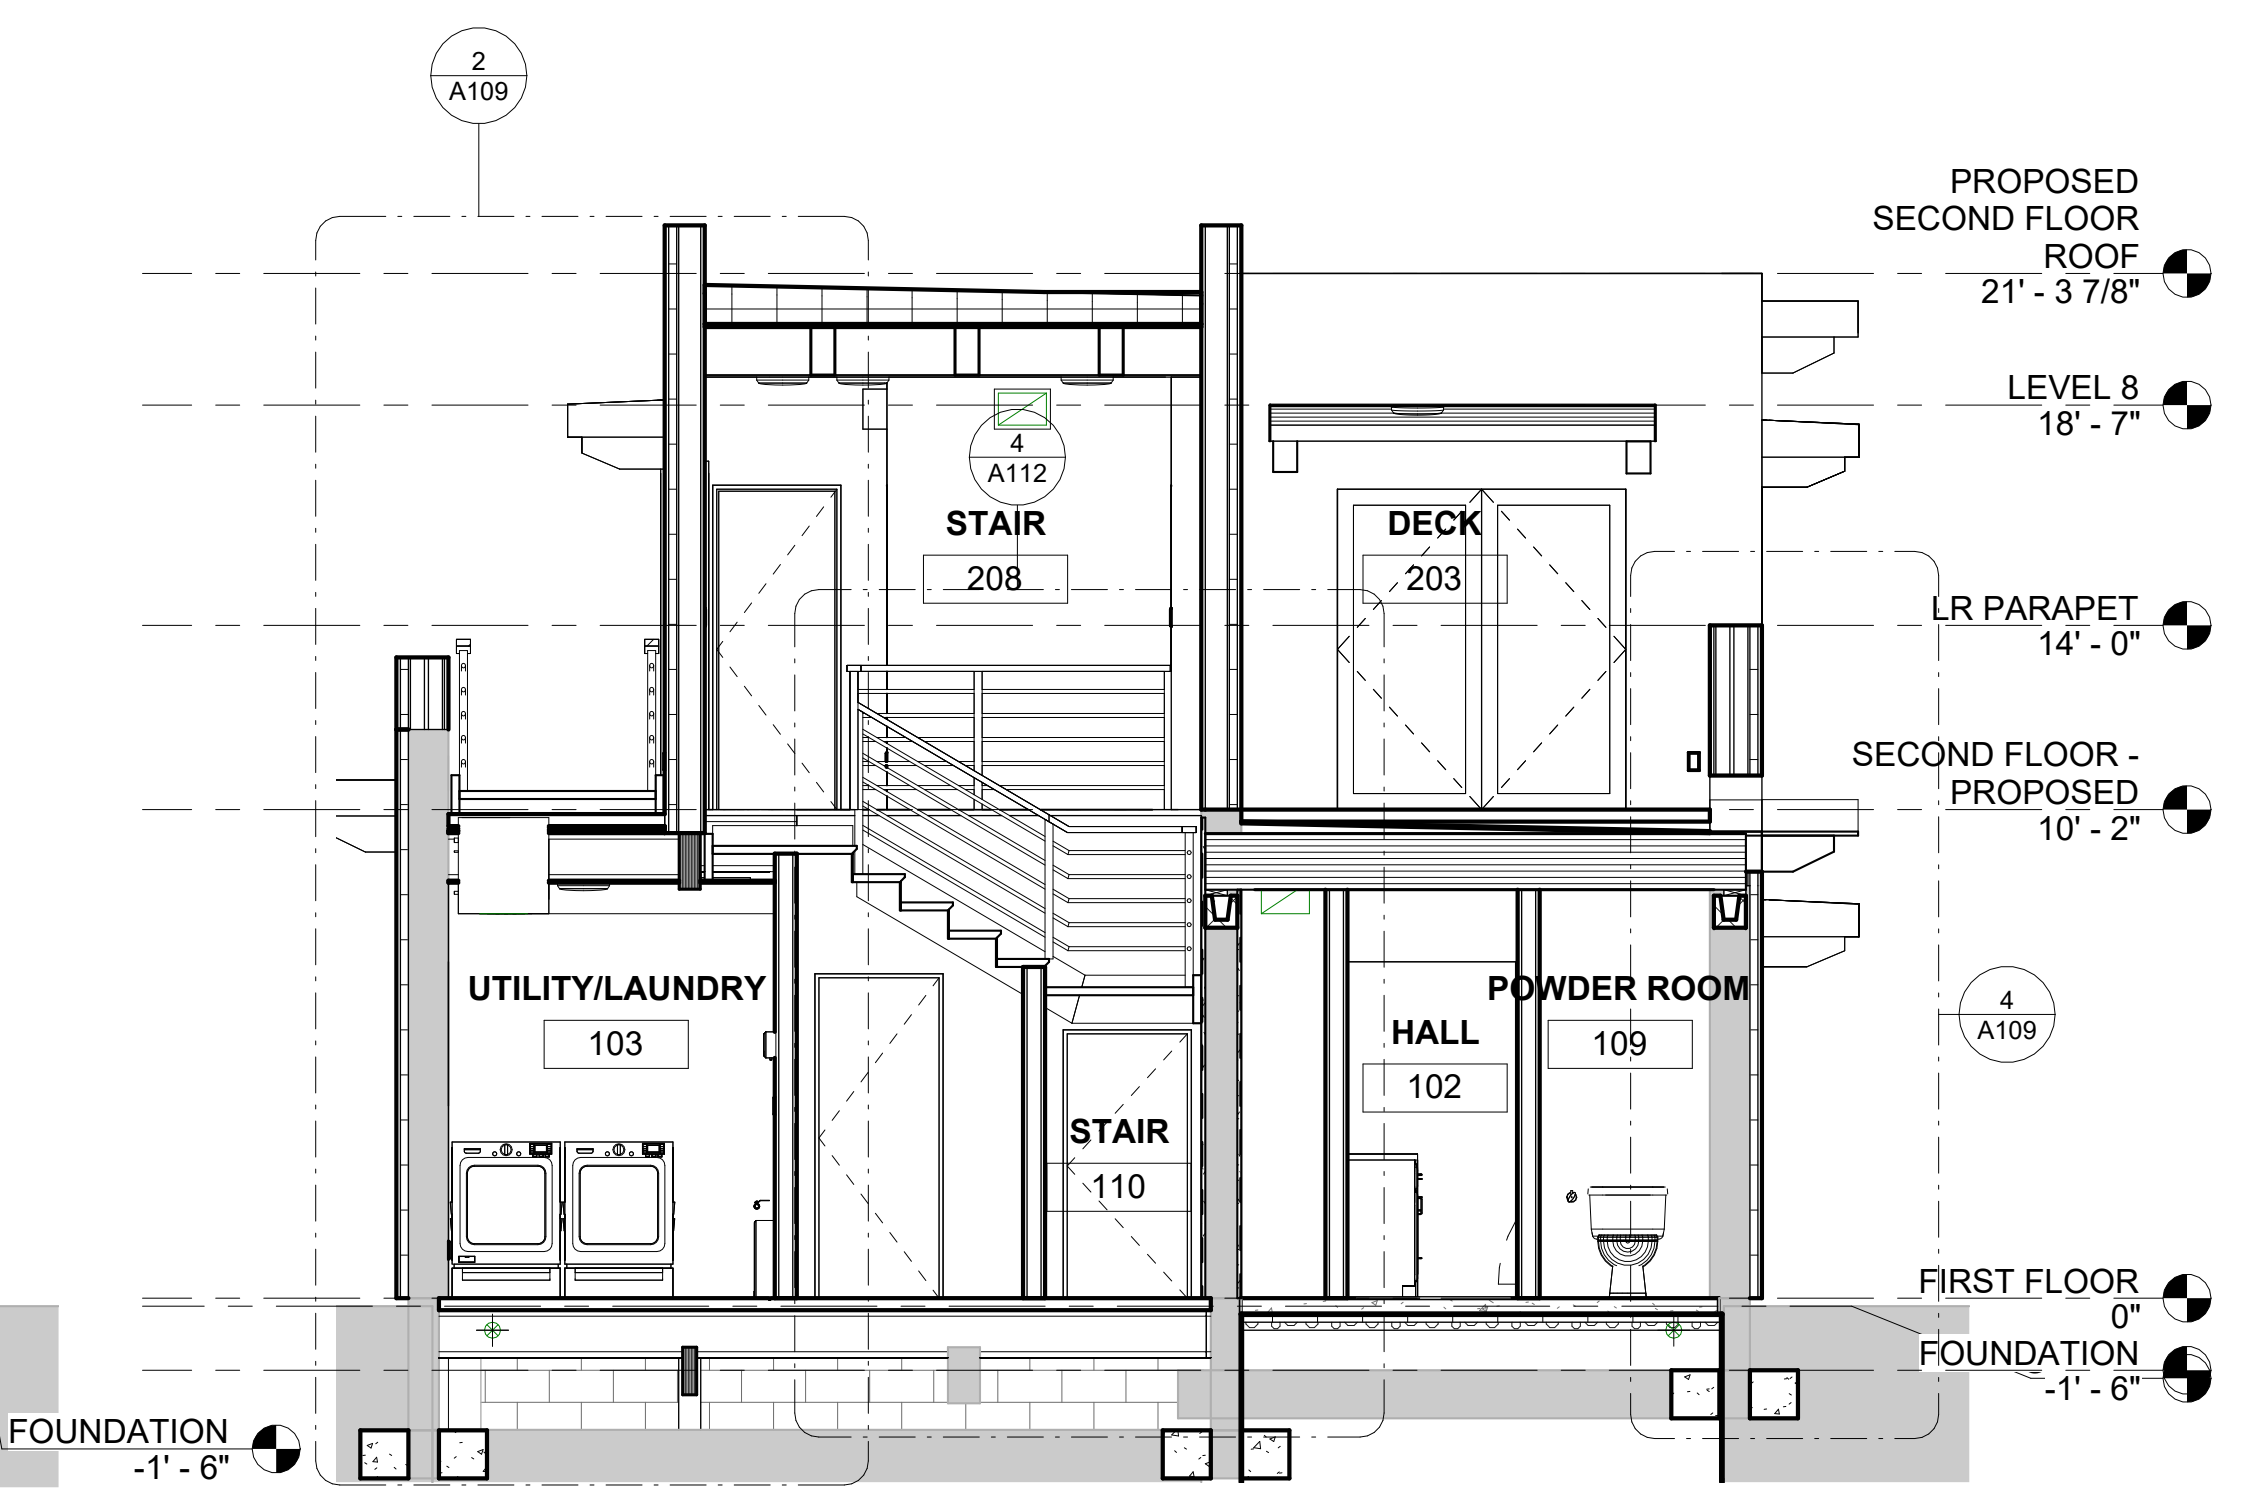 2
A109
PROPOSED
SECOND FLOOR
ROOF
21' - 3 7/8"
LEVEL 8
18' - 7"
4
A112
STAIR
208
DECK
203
LR PARAPET
14' - 0"
SECOND FLOOR -
PROPOSED
10' - 2"
UTILITY/LAUNDRY
103
POWDER ROOM
109
HALL
102
4
A109
STAIR
110
FIRST FLOOR
0"
FOUNDATION
-1' - 6"
FOUNDATION
-1' - 6"